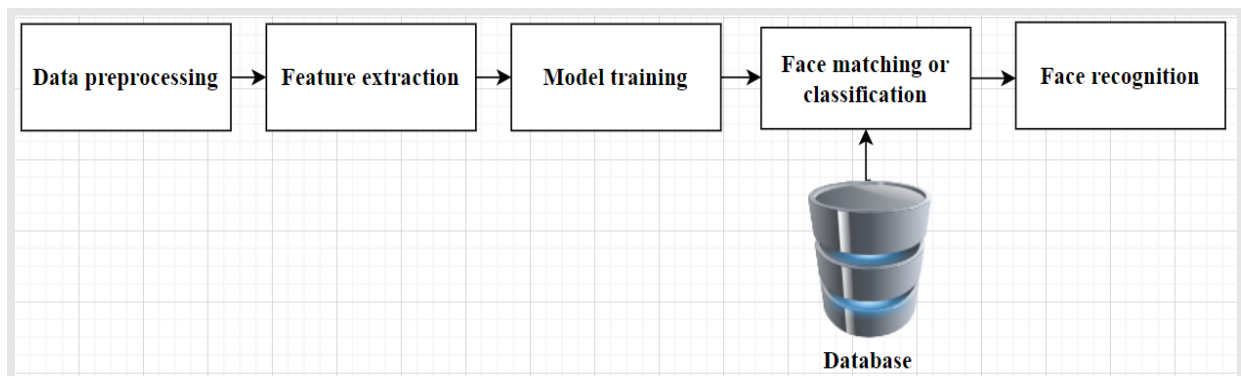 Data preprocessing
Feature extraction
Model training
Face matching or
classification
Face recognition
Database